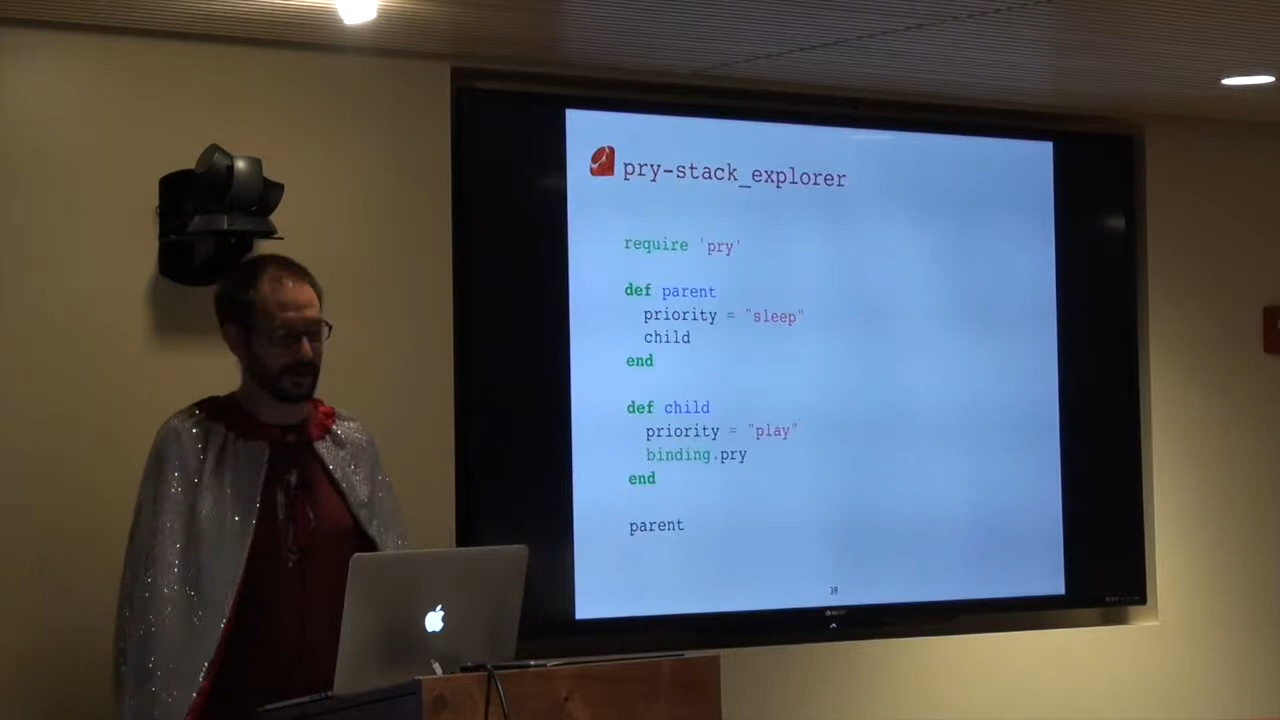 pry-stack_explorer
require 'pry'
def parent
  priority = "sleep"
  child
end
def child
  priority = "play"
  binding.pry
end
parent